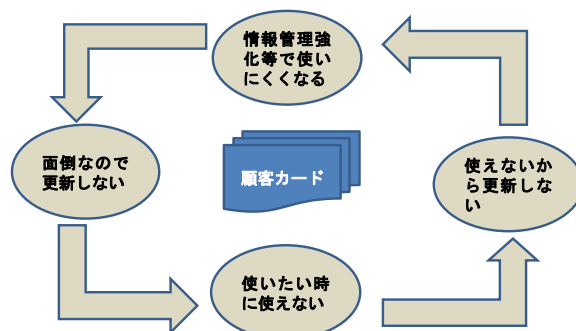 情報管理強
化等で使い
にくくなる
面倒なので
更新しない
顧客カード
使えないか
ら更新しな
い
使いたい時
に使えない